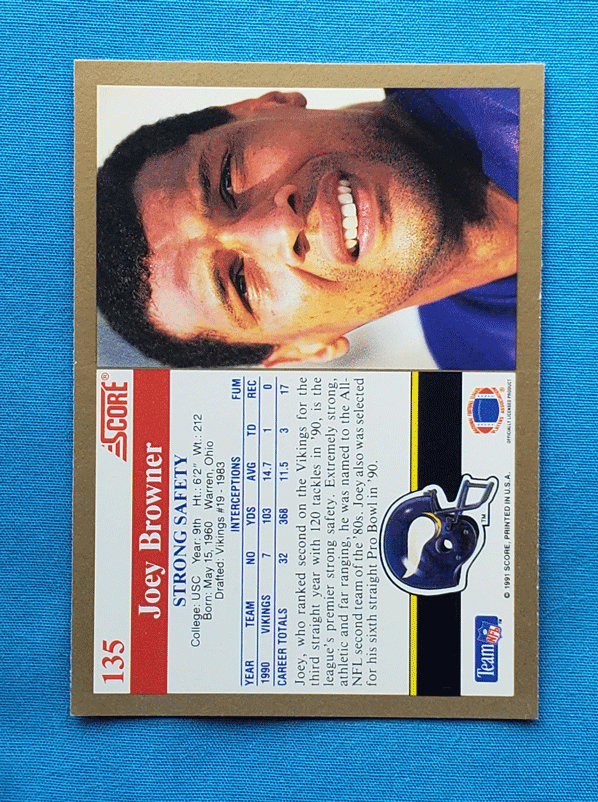 135
SCORE®
Joey Browner
STRONG SAFETY
College: USC Year: 9th Ht.: 6'2" Wt.: 212
Born: May 15, 1960 Warren, Ohio
Drafted: Vikings #19 - 1983
INTERCEPTIONS FUM
YEAR TEAM NO YDS AVG TD REC
1990 VIKINGS 7 103 14.7 1 0
CAREER TOTALS 32 368 11.5 3 17
Joey, who ranked second on the Vikings for the
third straight year with 120 tackles in '90, is the
league's premier strong safety. Extremely strong,
athletic and far ranging, he was named to the All-
NFL second team of the '80s. Joey also was selected
for his sixth straight Pro Bowl in '90.
Team NFL™
TM
© 1991 SCORE, PRINTED IN U.S.A.
OFFICIALLY LICENSED PRODUCT